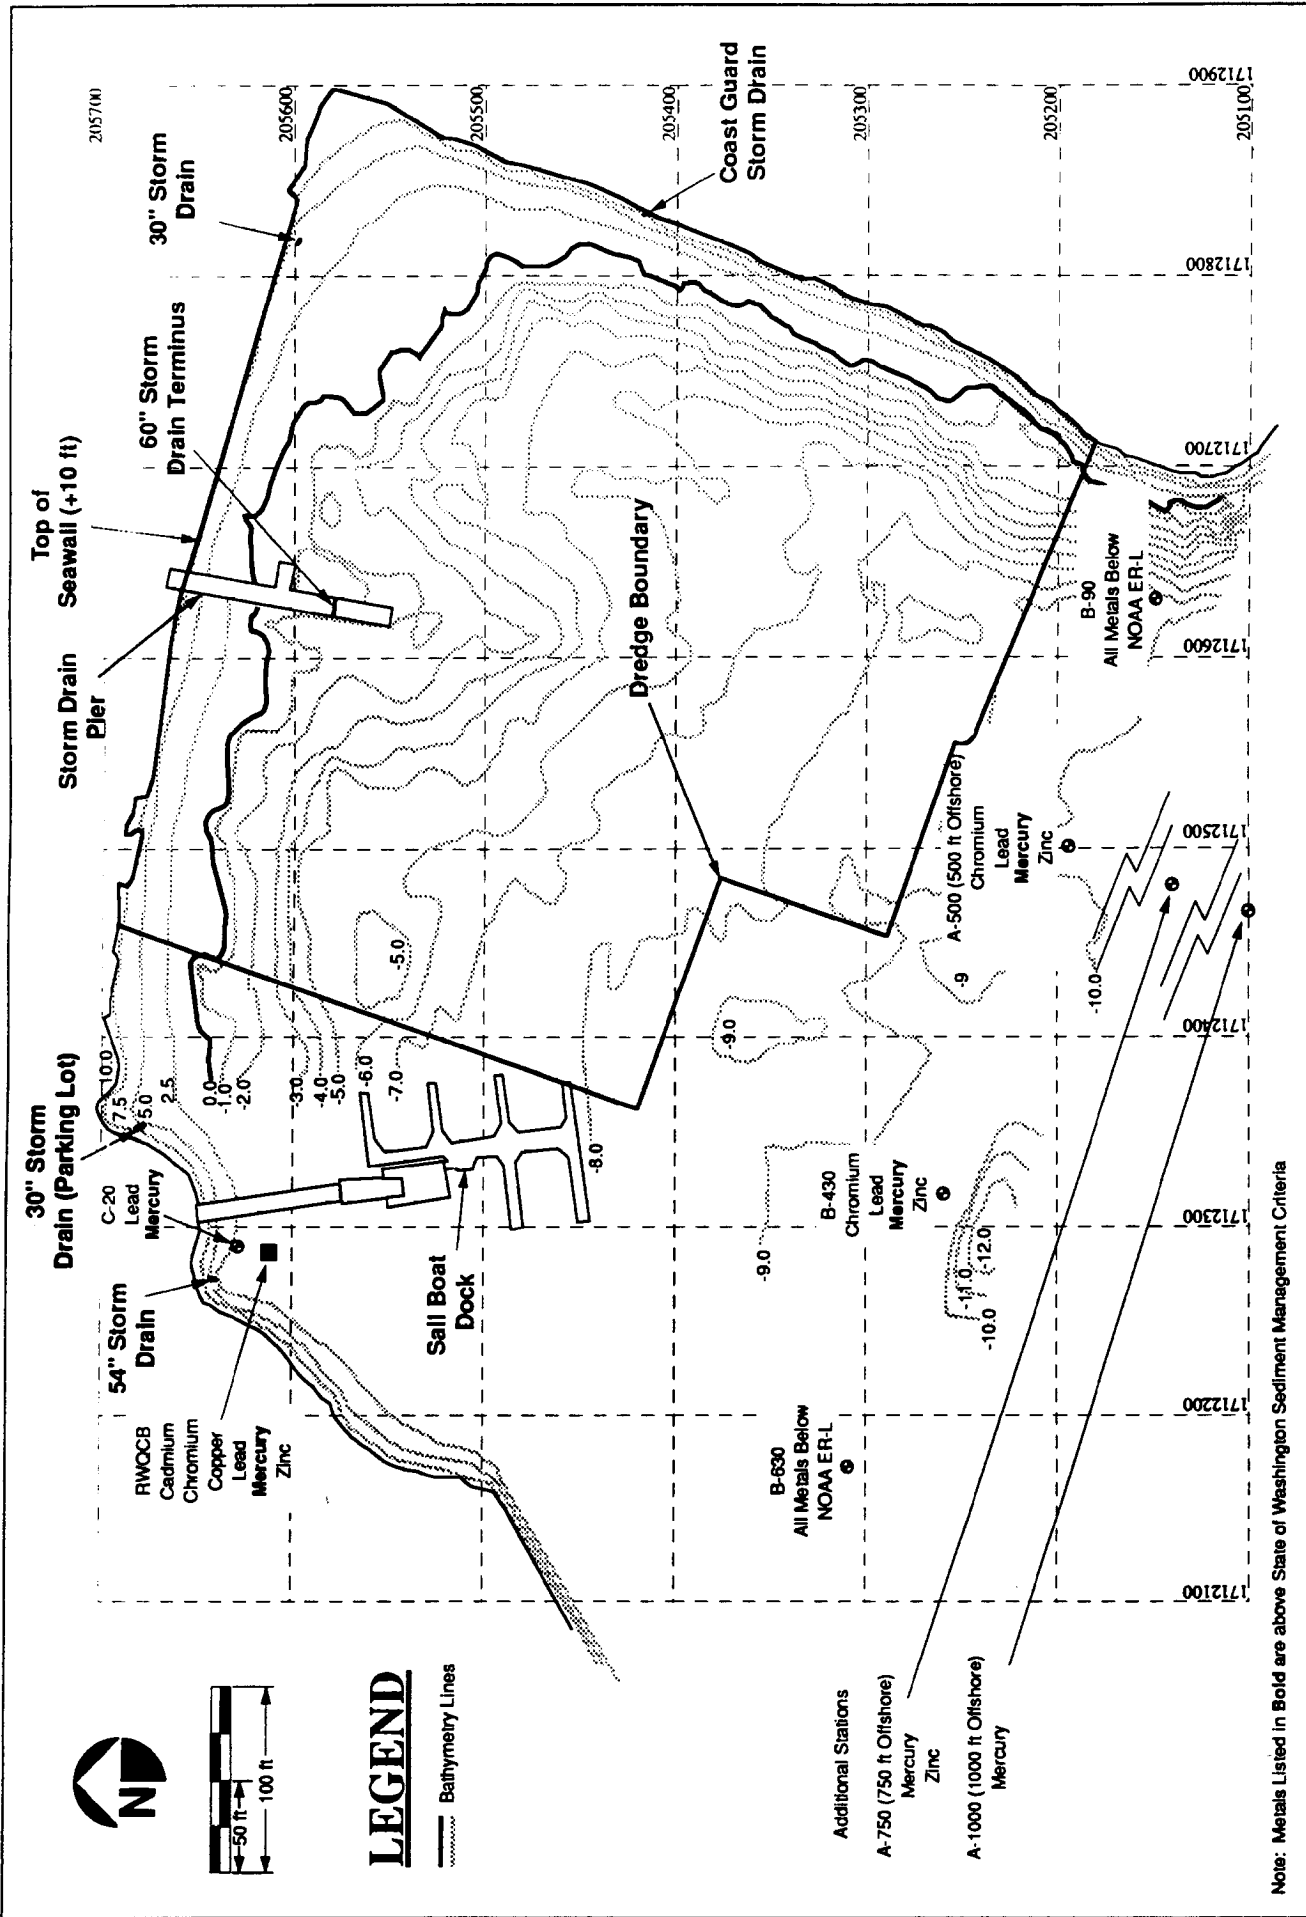 30" Storm
Drain (Parking Lot)
Top of
Seawall (+10 ft)
Storm Drain
Pier
60" Storm
Drain Terminus
30" Storm
Drain
Coast Guard
Storm Drain
54" Storm
Drain
C-20
Lead
Mercury
RWQCB
Cadmium
Chromium
Copper
Lead
Mercury
Zinc
Sail Boat
Dock
Dredge Boundary
10.0
7.5
5.0
2.5
0.0
-1.0
-2.0
-3.0
-4.0
-5.0
-6.0
-7.0
-8.0
-5.0
-9.0
-9.0
-9
-10.0
-10.0
-11.0
-12.0
B-430
Chromium
Lead
Mercury
Zinc
A-500 (500 ft Offshore)
Chromium
Lead
Mercury
Zinc
B-90
All Metals Below
NOAA ER-L
B-630
All Metals Below
NOAA ER-L
205700
205600
205500
205400
205300
205200
205100
1712100
1712200
1712300
1712400
1712500
1712600
1712700
1712800
1712900
N
50 ft
100 ft
LEGEND
Bathymetry Lines
Additional Stations
A-750 (750 ft Offshore)
Mercury
Zinc
A-1000 (1000 ft Offshore)
Mercury
Note: Metals Listed in Bold are above State of Washington Sediment Management Criteria